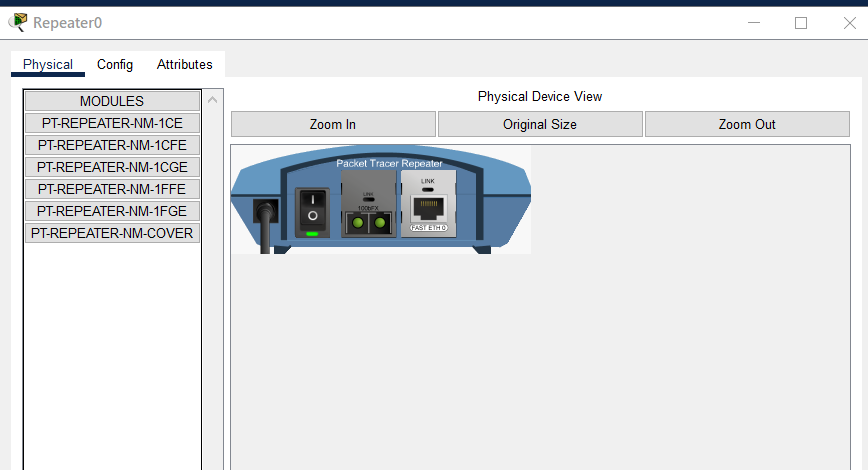 Repeater0
Physical Config Attributes
MODULES
PT-REPEATER-NM-1CE
PT-REPEATER-NM-1CFE
PT-REPEATER-NM-1CGE
PT-REPEATER-NM-1FFE
PT-REPEATER-NM-1FGE
PT-REPEATER-NM-COVER
Physical Device View
Zoom In Original Size Zoom Out
Packet Tracer Repeater
LINK
100bFX
LINK
FAST ETH 0